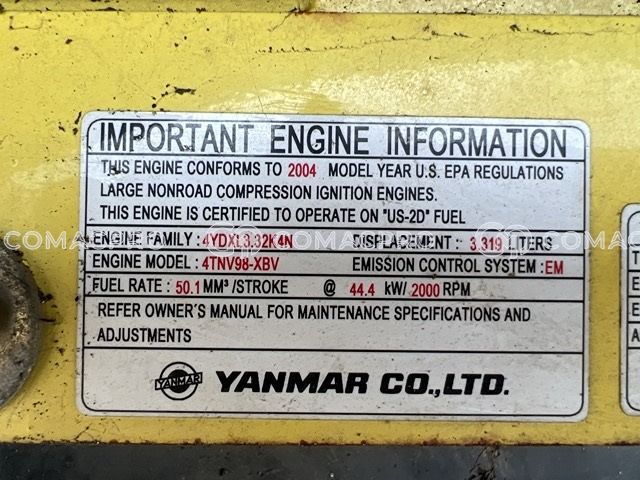 IMPORTANT ENGINE INFORMATION
THIS ENGINE CONFORMS TO 2004 MODEL YEAR U.S. EPA REGULATIONS
LARGE NONROAD COMPRESSION IGNITION ENGINES.
THIS ENGINE IS CERTIFIED TO OPERATE ON "US-2D" FUEL
ENGINE FAMILY : 4YDXL3.32K4N DISPLACEMENT : 3.319 LITERS
ENGINE MODEL : 4TNV98-XBV EMISSION CONTROL SYSTEM : EM
FUEL RATE : 50.1 MM³ /STROKE @ 44.4 kW/ 2000 RPM
REFER OWNER'S MANUAL FOR MAINTENANCE SPECIFICATIONS AND
ADJUSTMENTS
YANMAR YANMAR CO.,LTD.